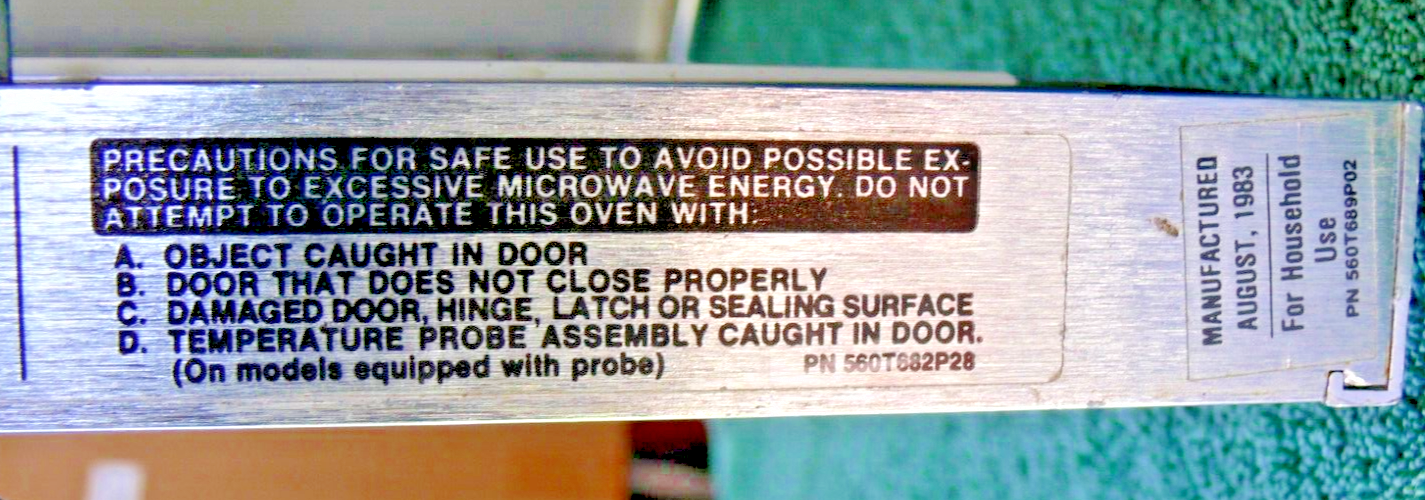 PRECAUTIONS FOR SAFE USE TO AVOID POSSIBLE EX-
POSURE TO EXCESSIVE MICROWAVE ENERGY. DO NOT
ATTEMPT TO OPERATE THIS OVEN WITH:
A. OBJECT CAUGHT IN DOOR
B. DOOR THAT DOES NOT CLOSE PROPERLY
C. DAMAGED DOOR, HINGE, LATCH OR SEALING SURFACE
D. TEMPERATURE PROBE ASSEMBLY CAUGHT IN DOOR.
(On models equipped with probe) PN 560T682P28
MANUFACTURED
AUGUST, 1983
For Household
Use
PN 560T689P02